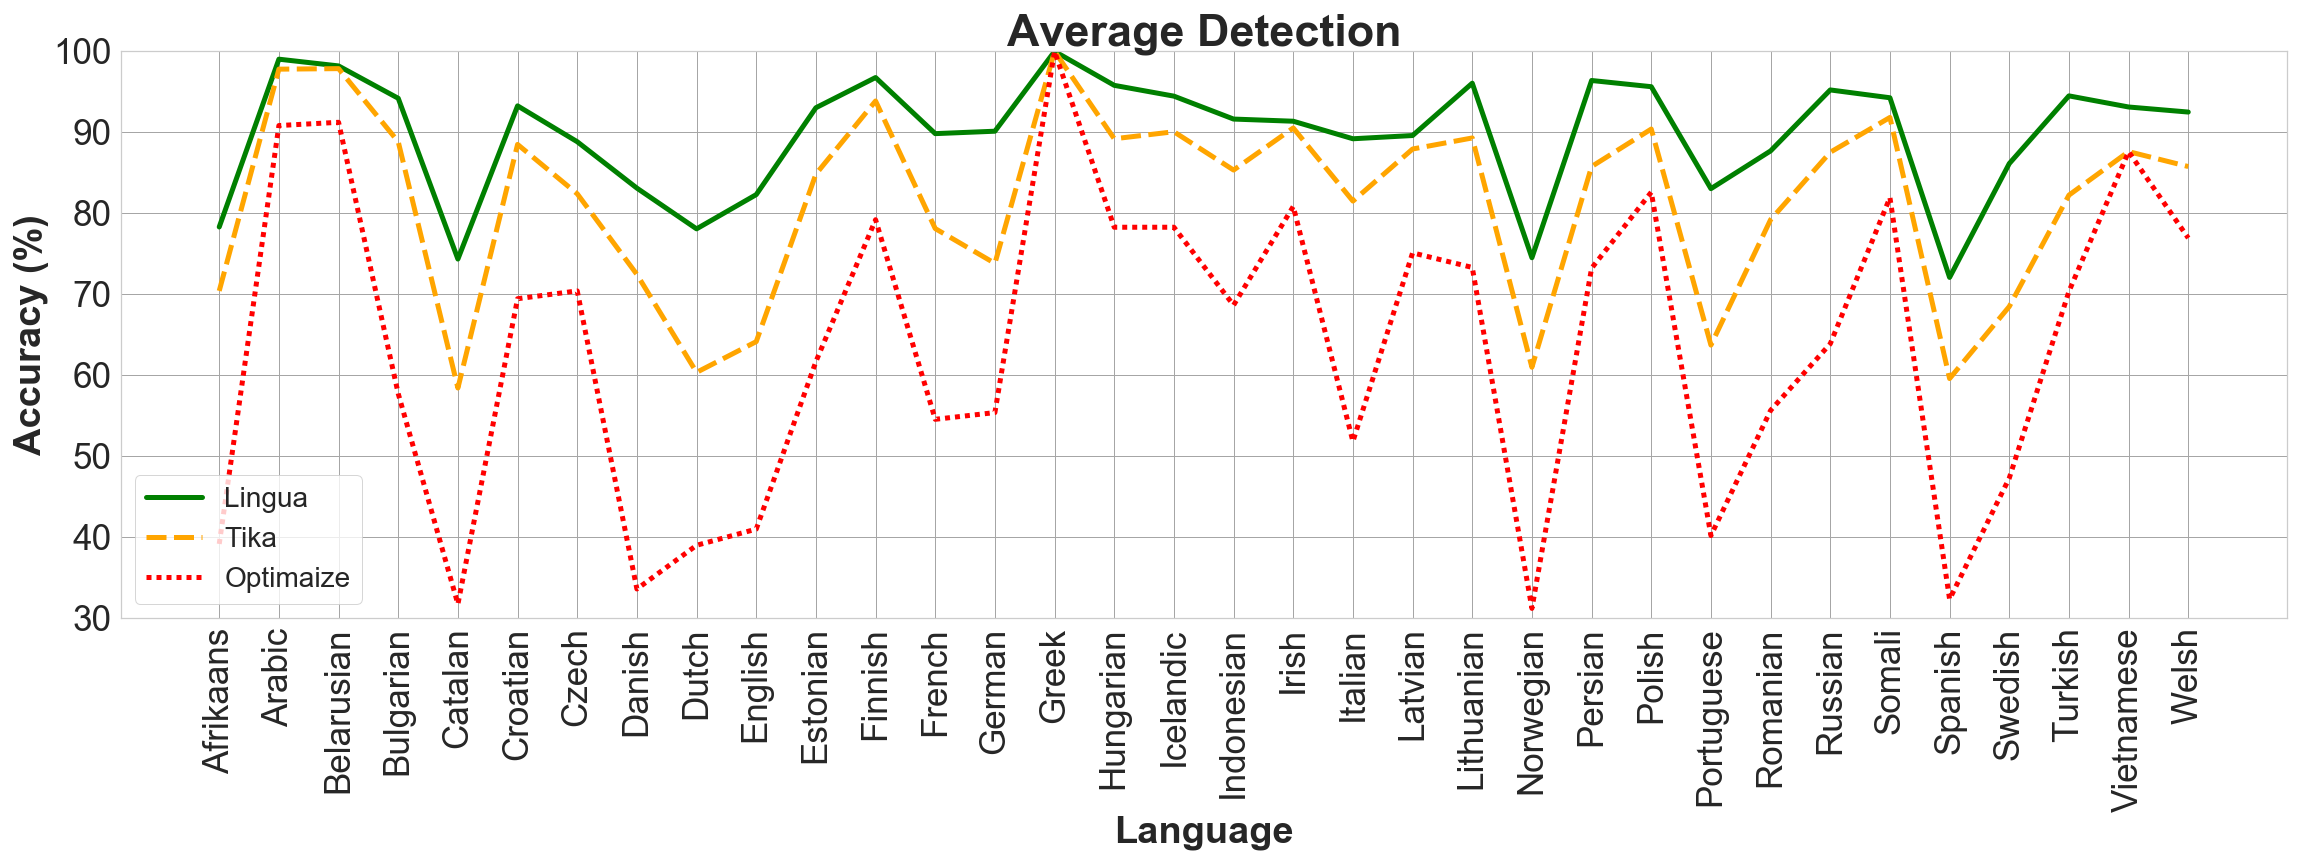 Average Detection
Accuracy (%)
100
90
80
70
60
50
40
30
Lingua
Tika
Optimaize
Afrikaans
Arabic
Belarusian
Bulgarian
Catalan
Croatian
Czech
Danish
Dutch
English
Estonian
Finnish
French
German
Greek
Hungarian
Icelandic
Indonesian
Irish
Italian
Latvian
Lithuanian
Norwegian
Persian
Polish
Portuguese
Romanian
Russian
Somali
Spanish
Swedish
Turkish
Vietnamese
Welsh
Language